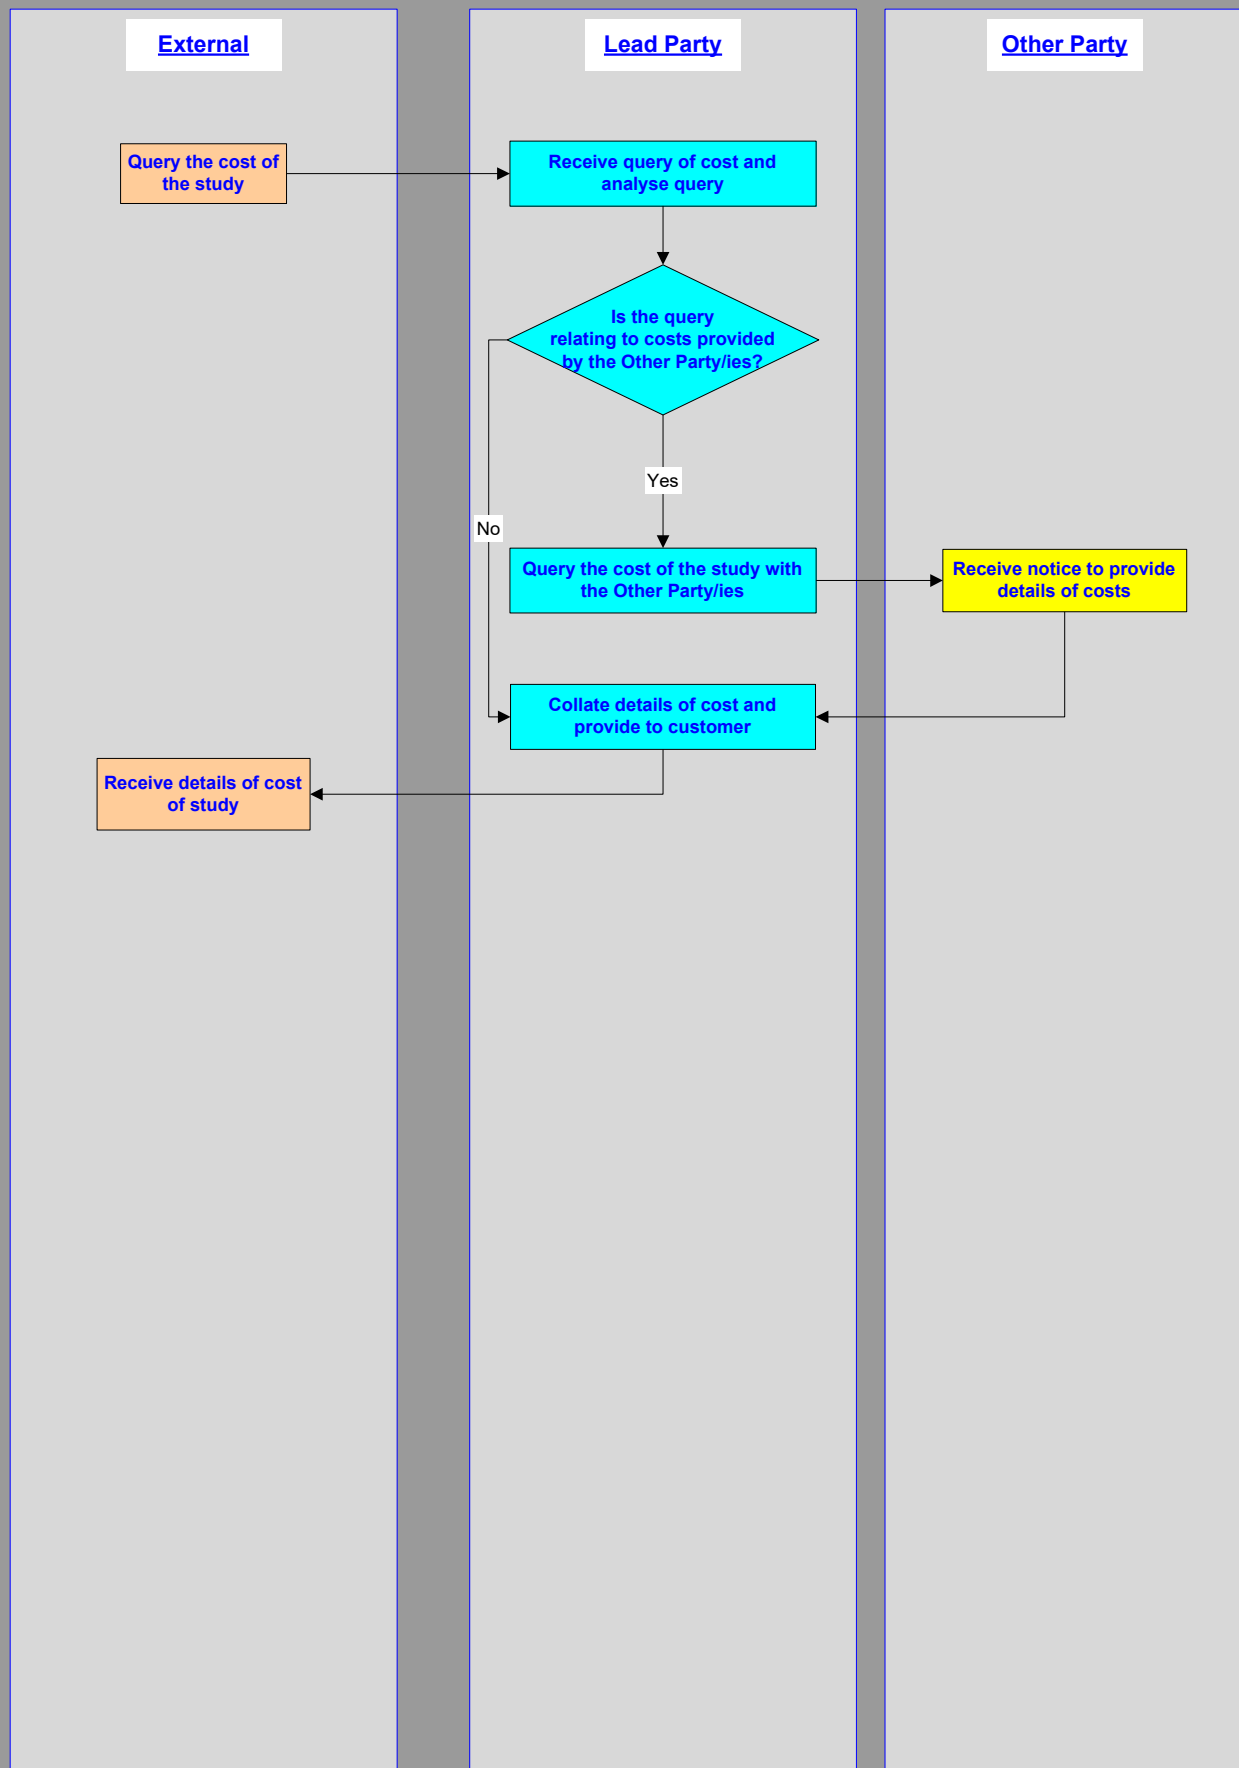 External
Lead Party
Other Party
Query the cost of
the study
Receive query of cost and
analyse query
Is the query
relating to costs provided
by the Other Party/ies?
Yes
No
Query the cost of the study with
the Other Party/ies
Receive notice to provide
details of costs
Collate details of cost and
provide to customer
Receive details of cost
of study